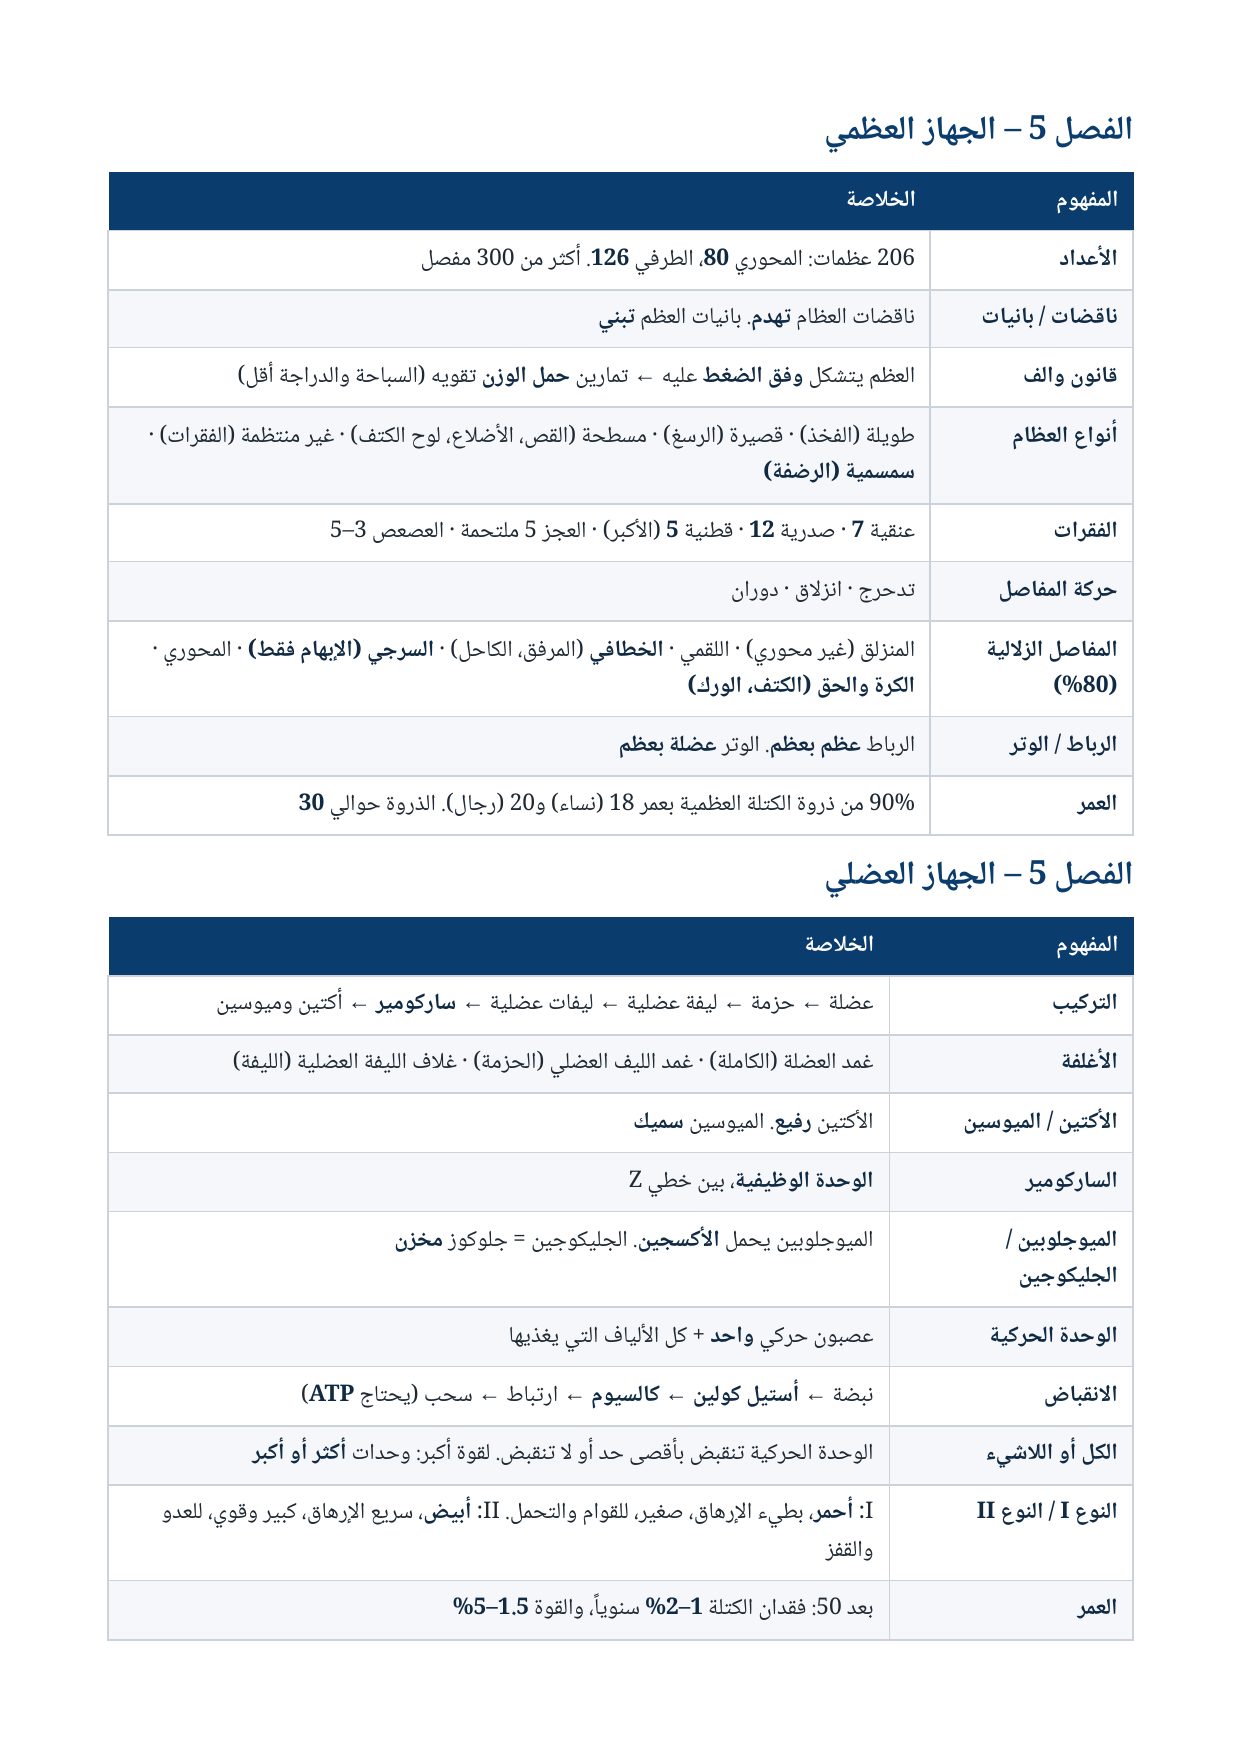 الفصل 5 – الجهاز العظمي
المفهوم الخلاصة
الأعداد 206 عظمات: المحوري 80، الطرفي 126. أكثر من 300 مفصل
ناقضات / بانيات ناقضات العظام تهدم. بانيات العظم تبني
قانون والف العظم يتشكل وفق الضغط عليه ← تمارين حمل الوزن تقويه (السباحة والدراجة أقل)
أنواع العظام طويلة (الفخذ) · قصيرة (الرسغ) · مسطحة (القص، الأضلاع، لوح الكتف) · غير منتظمة (الفقرات) ·
سمسمية (الرضفة)
الفقرات عنقية 7 · صدرية 12 · قطنية 5 (الأكبر) · العجز 5 ملتحمة · العصعص 3–5
حركة المفاصل تدحرج · انزلاق · دوران
المفاصل الزلالية المنزلق (غير محوري) · اللقمي · الخطافي (المرفق، الكاحل) · السرجي (الإبهام فقط) · المحوري ·
(80%) الكرة والحق (الكتف، الورك)
الرباط / الوتر الرباط عظم بعظم. الوتر عضلة بعظم
العمر 90% من ذروة الكتلة العظمية بعمر 18 (نساء) و20 (رجال). الذروة حوالي 30
الفصل 5 – الجهاز العضلي
المفهوم الخلاصة
التركيب عضلة ← حزمة ← ليفة عضلية ← ليفات عضلية ← ساركومير ← أكتين وميوسين
الأغلفة غمد العضلة (الكاملة) · غمد الليف العضلي (الحزمة) · غلاف الليفة العضلية (الليفة)
الأكتين / الميوسين الأكتين رفيع. الميوسين سميك
الساركومير الوحدة الوظيفية، بين خطي Z
الميوجلوبين / الميوجلوبين يحمل الأكسجين. الجليكوجين = جلوكوز مخزن
الجليكوجين
الوحدة الحركية عصبون حركي واحد + كل الألياف التي يغذيها
الانقباض نبضة ← أستيل كولين ← كالسيوم ← ارتباط ← سحب (يحتاج ATP)
الكل أو اللاشيء الوحدة الحركية تنقبض بأقصى حد أو لا تنقبض. لقوة أكبر: وحدات أكثر أو أكبر
النوع I / النوع II I: أحمر، بطيء الإرهاق، صغير، للقوام والتحمل. II: أبيض، سريع الإرهاق، كبير وقوي، للعدو
والقفز
العمر بعد 50: فقدان الكتلة 1–2% سنوياً، والقوة 1.5–5%